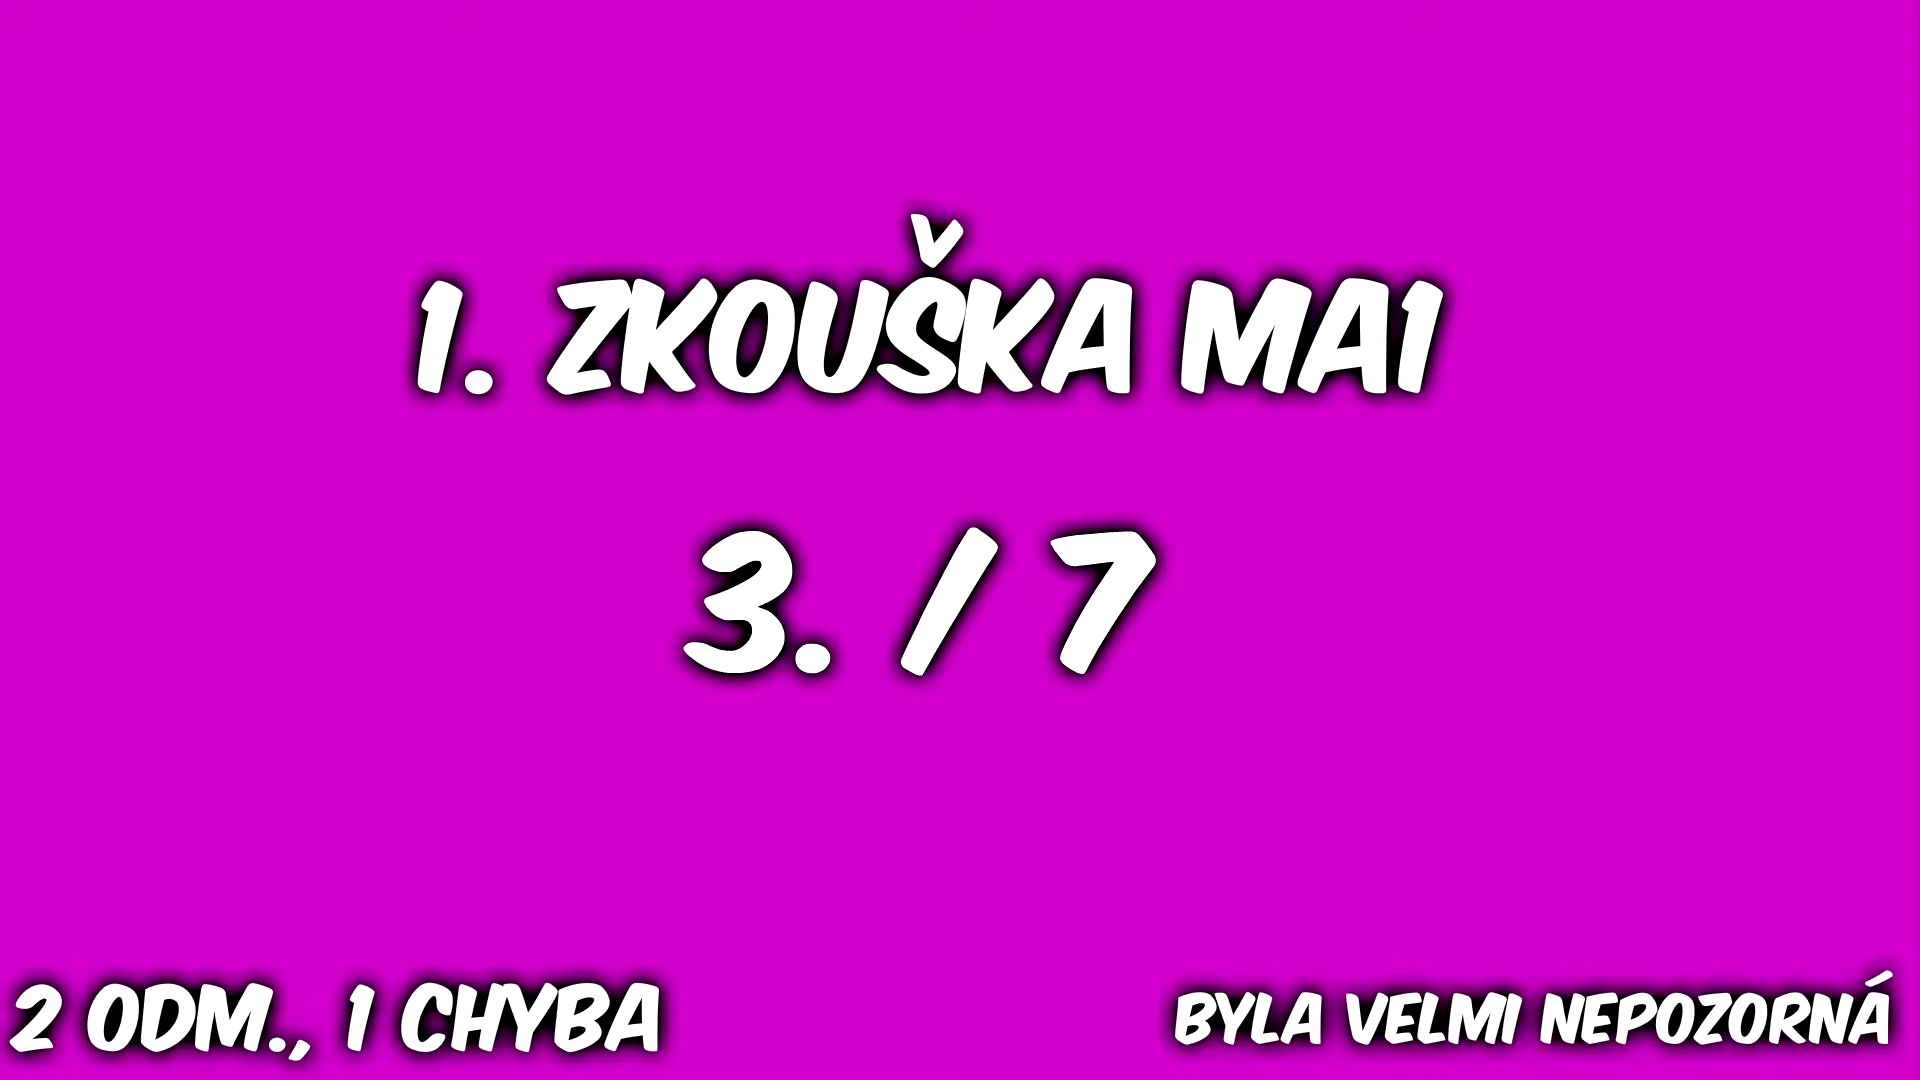 1. ZKOUŠKA MA1
3. / 7
2 ODM., 1 CHYBA
BYLA VELMI NEPOZORNÁ